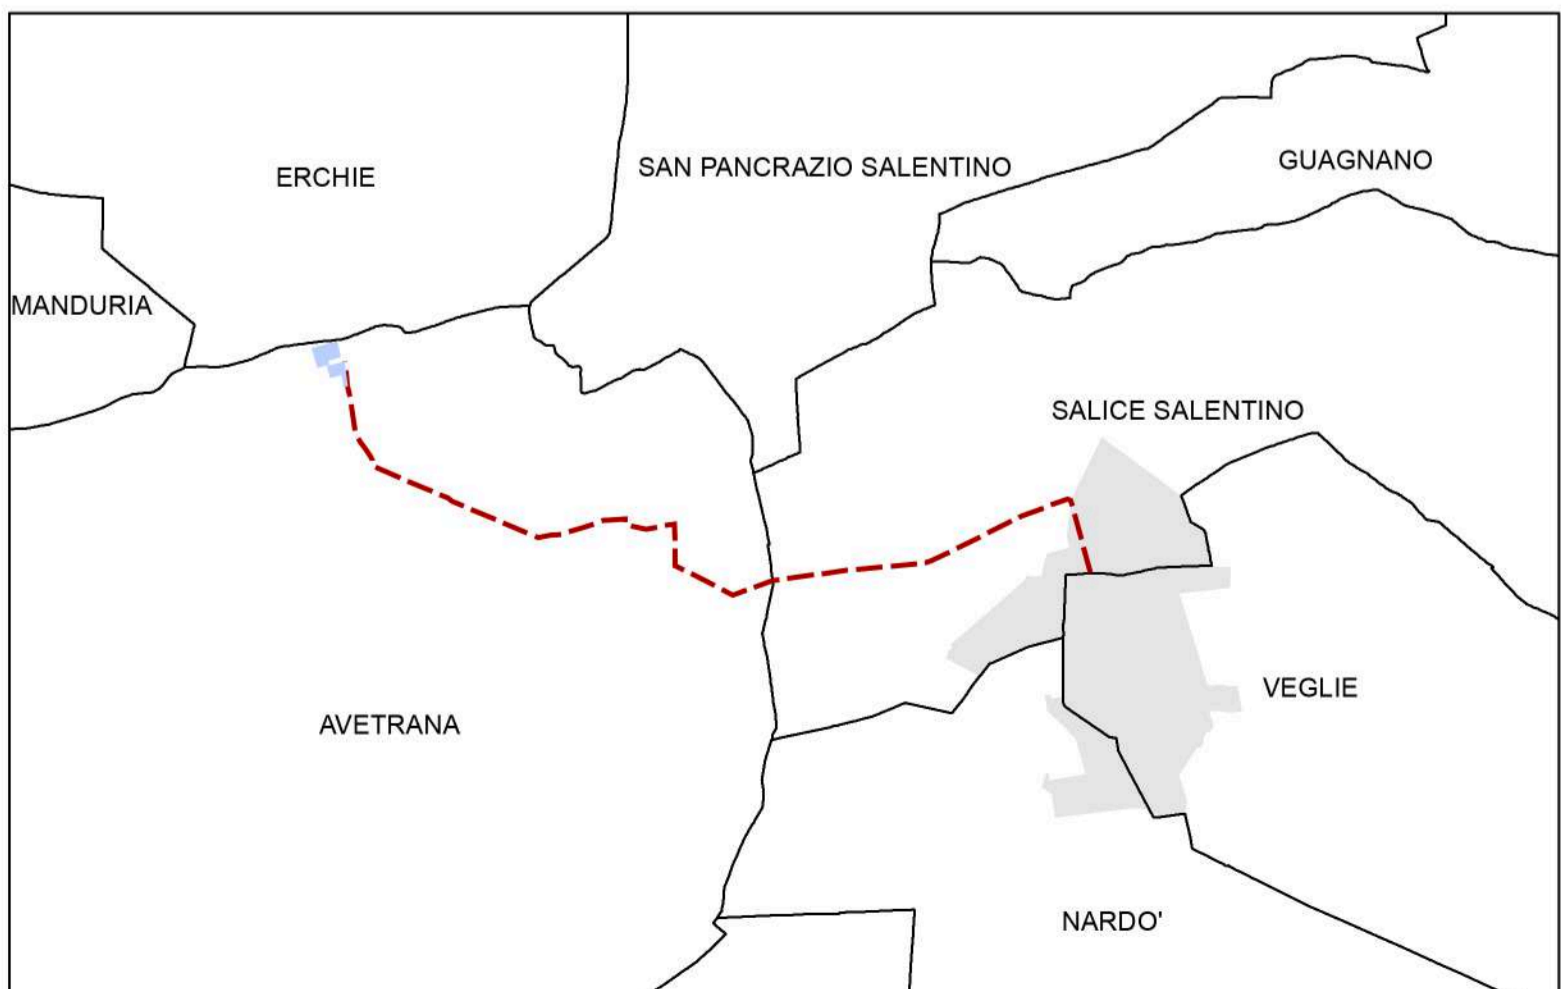 GUAGNANO
SAN PANCRAZIO SALENTINO
ERCHIE
MANDURIA
SALICE SALENTINO
VEGLIE
AVETRANA
NARDO'